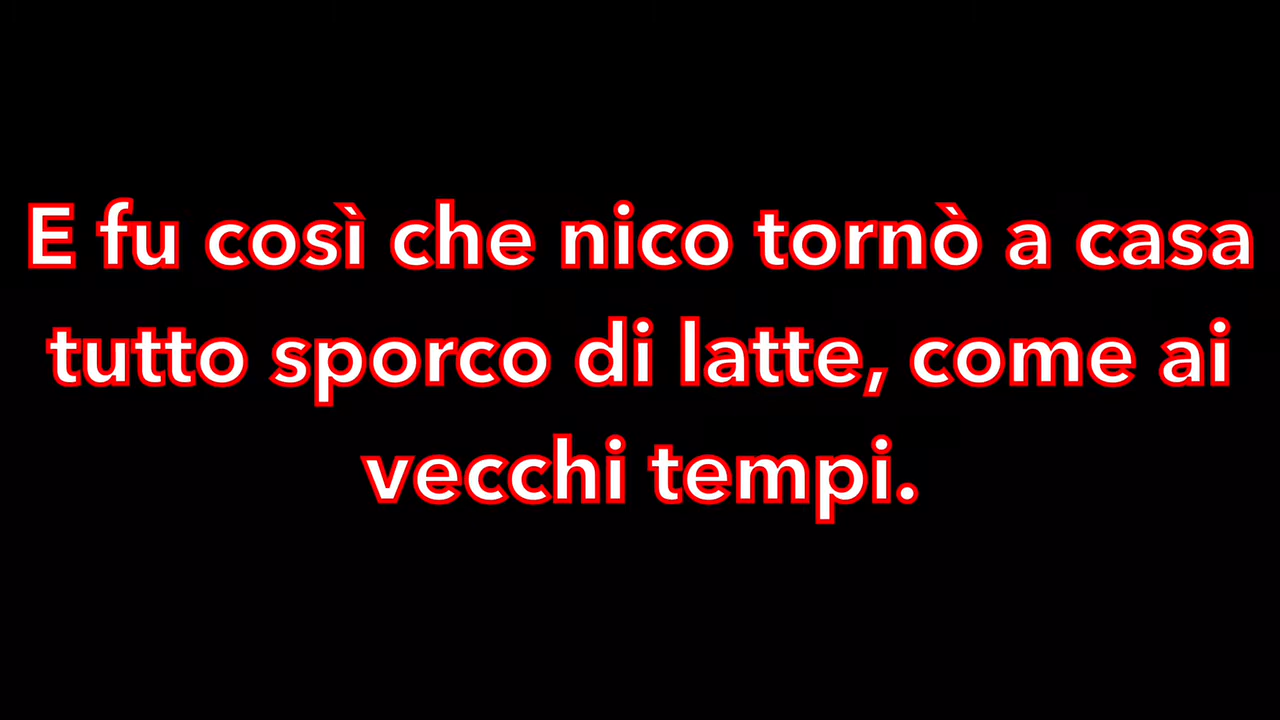 E fu così che nico tornò a casa
tutto sporco di latte, come ai
vecchi tempi.